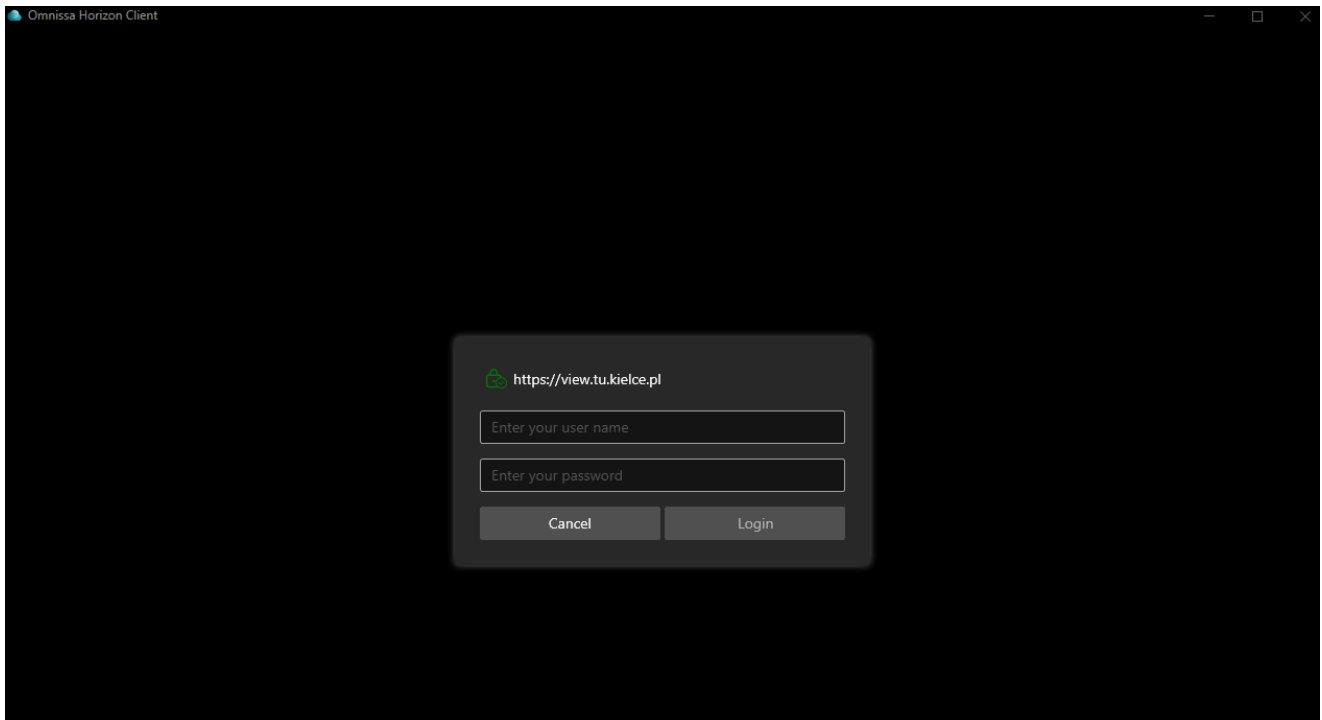 Omnissa Horizon Client
https://view.tu.kielce.pl
Enter your user name
Enter your password
Cancel
Login